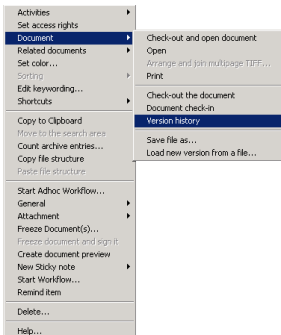 Activities
Set access rights
Document
Related documents
Set color...
Sorting
Edit keywording...
Shortcuts
Copy to Clipboard
Move to the search area
Count archive entries...
Copy file structure
Paste file structure
Start Adhoc Workflow...
General
Attachment
Freeze Document(s)...
Freeze document and sign it
Create document preview
New Sticky note
Start Workflow...
Remind item
Delete...
Help...
Check-out and open document
Open
Arrange and join multipage TIFF...
Print
Check-out the document
Document check-in
Version history
Save file as...
Load new version from a file...